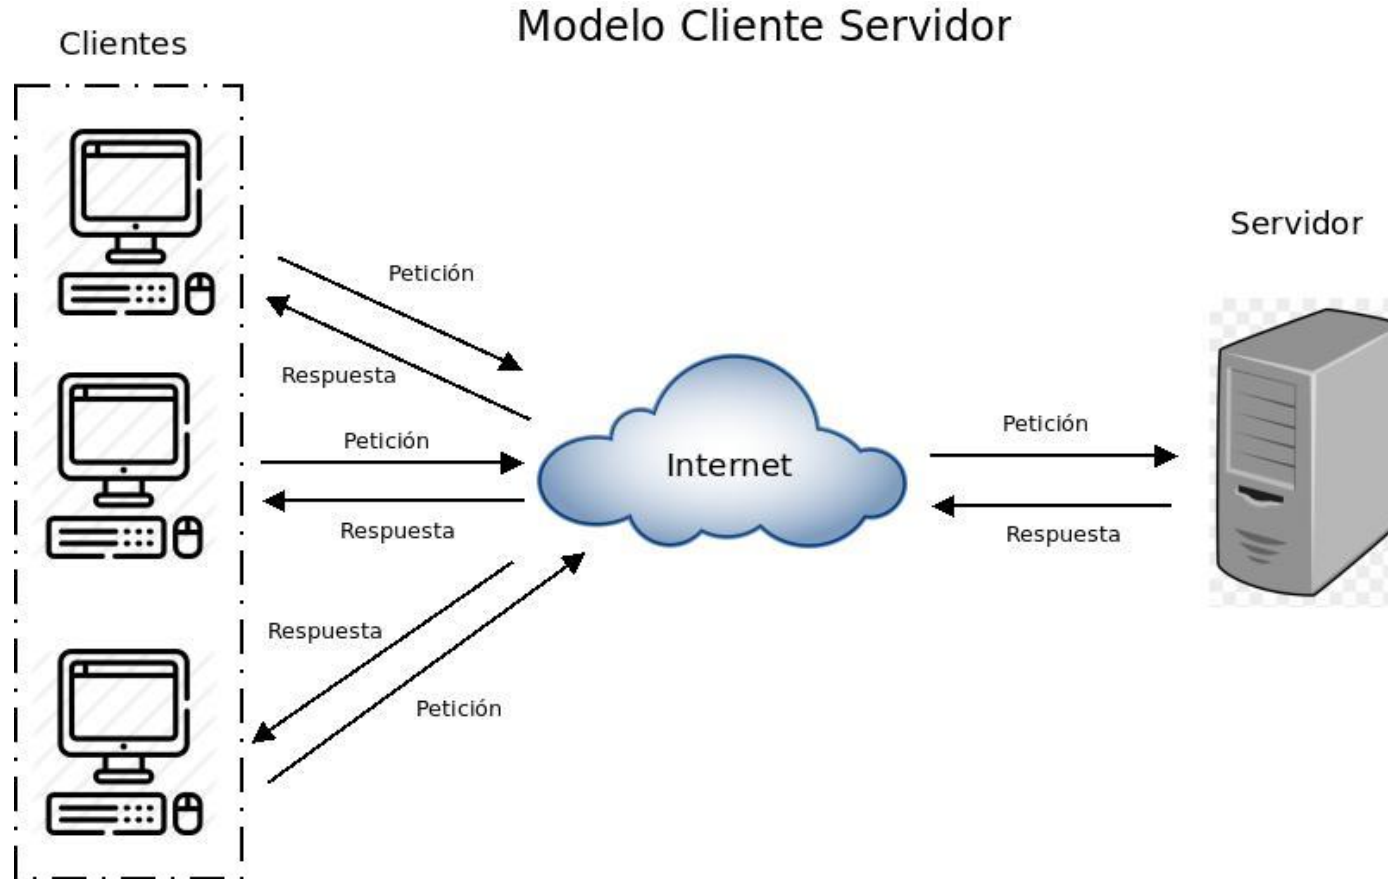 Modelo Cliente Servidor
Clientes
Servidor
Petición
Respuesta
Petición
Respuesta
Internet
Petición
Respuesta
Respuesta
Petición